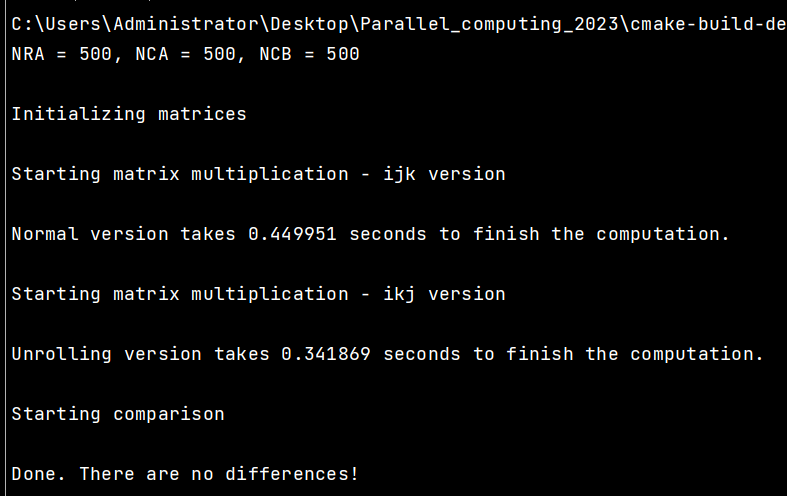 C:\Users\Administrator\Desktop\Parallel_computing_2023\cmake-build-de
NRA = 500, NCA = 500, NCB = 500
Initializing matrices
Starting matrix multiplication - ijk version
Normal version takes 0.449951 seconds to finish the computation.
Starting matrix multiplication - ikj version
Unrolling version takes 0.341869 seconds to finish the computation.
Starting comparison
Done. There are no differences!